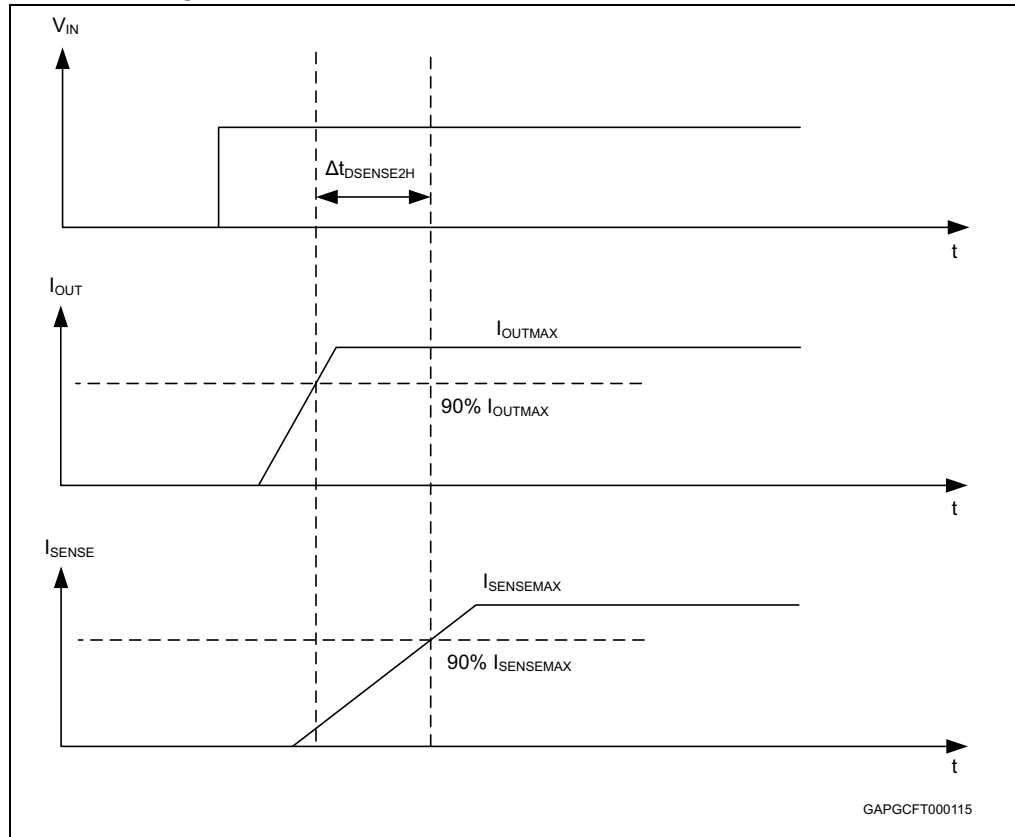 VIN
ΔtDSENSE2H
t
IOUT
IOUTMAX
90% IOUTMAX
t
ISENSE
ISENSEMAX
90% ISENSEMAX
t
GAPGCFT000115